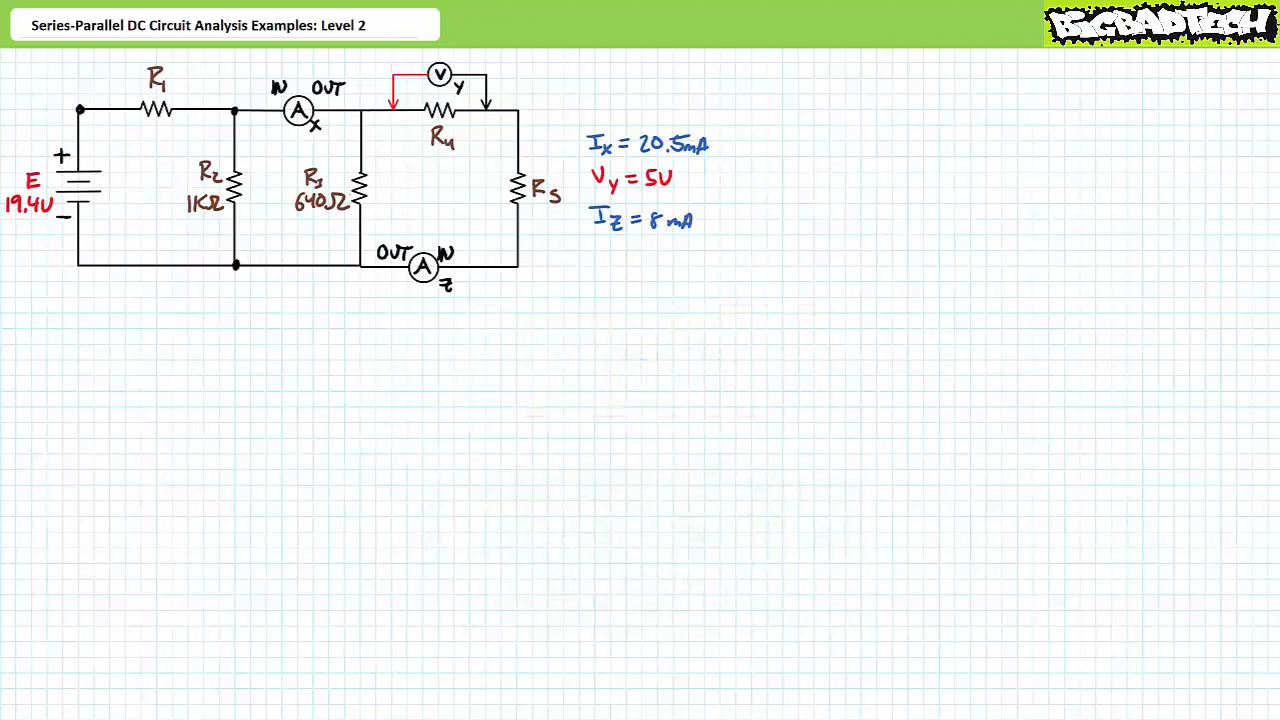 Series-Parallel DC Circuit Analysis Examples: Level 2
BIGBADTECH
R1
IN OUT
A
X
V
Y
R4
+
E
19.4V
−
R2
1KΩ
R3
640Ω
R5
OUT IN
A
Z
Ix = 20.5mA
Vy = 5V
Iz = 8mA